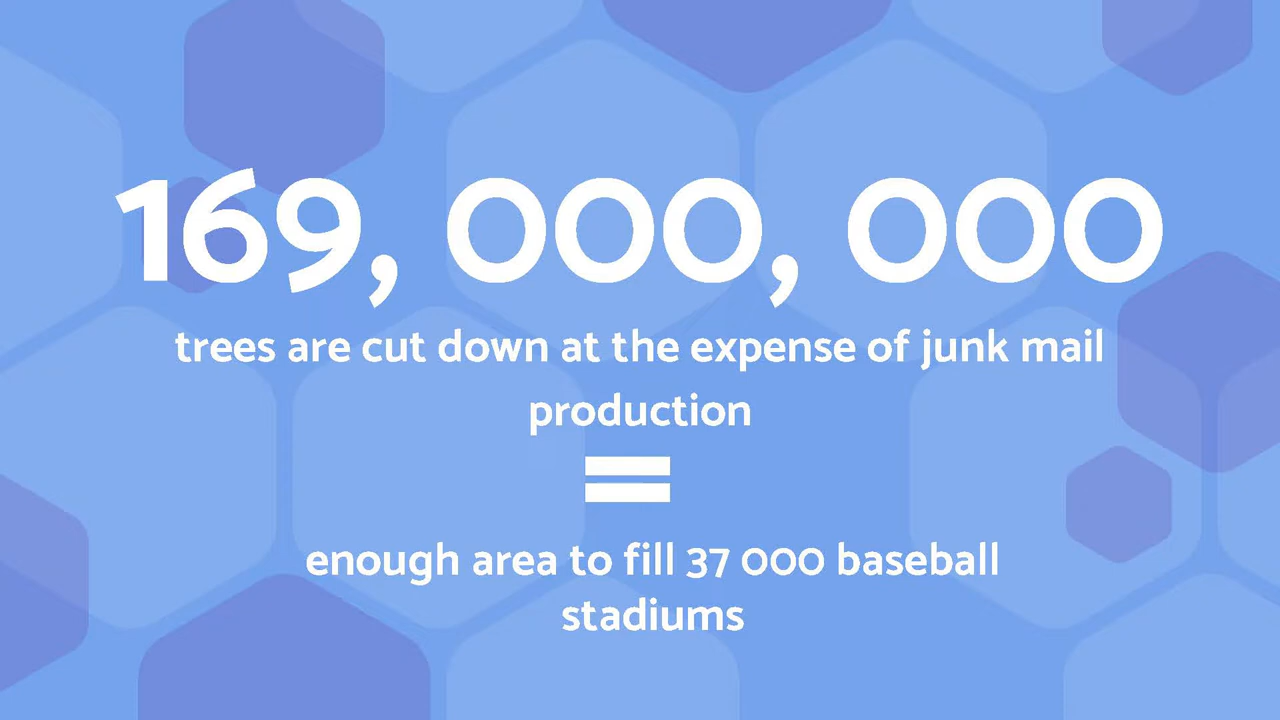 169, 000, 000
trees are cut down at the expense of junk mail
production
=
enough area to fill 37 000 baseball
stadiums